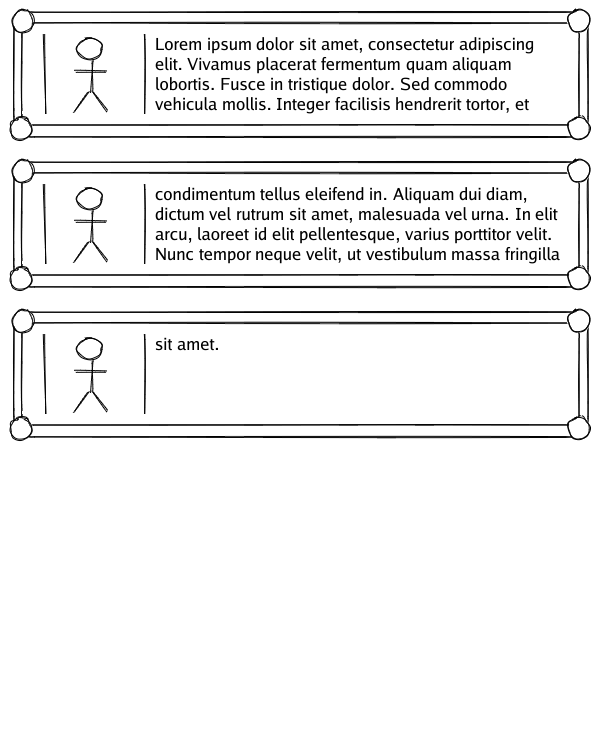 Lorem ipsum dolor sit amet, consectetur adipiscing
elit. Vivamus placerat fermentum quam aliquam
lobortis. Fusce in tristique dolor. Sed commodo
vehicula mollis. Integer facilisis hendrerit tortor, et
condimentum tellus eleifend in. Aliquam dui diam,
dictum vel rutrum sit amet, malesuada vel urna. In elit
arcu, laoreet id elit pellentesque, varius porttitor velit.
Nunc tempor neque velit, ut vestibulum massa fringilla
sit amet.